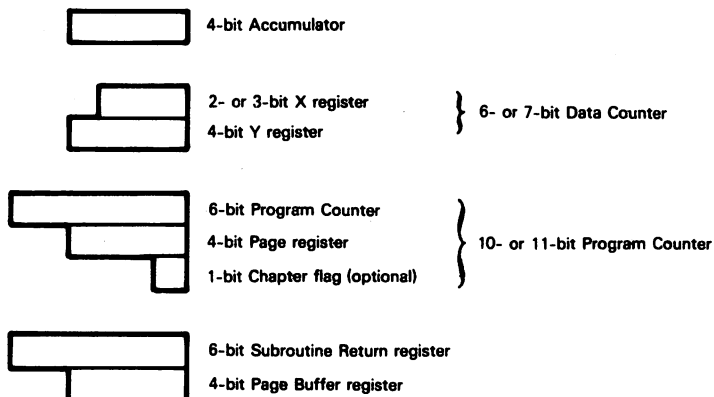 4-bit Accumulator
2- or 3-bit X register
4-bit Y register
6- or 7-bit Data Counter
6-bit Program Counter
4-bit Page register
1-bit Chapter flag (optional)
10- or 11-bit Program Counter
6-bit Subroutine Return register
4-bit Page Buffer register